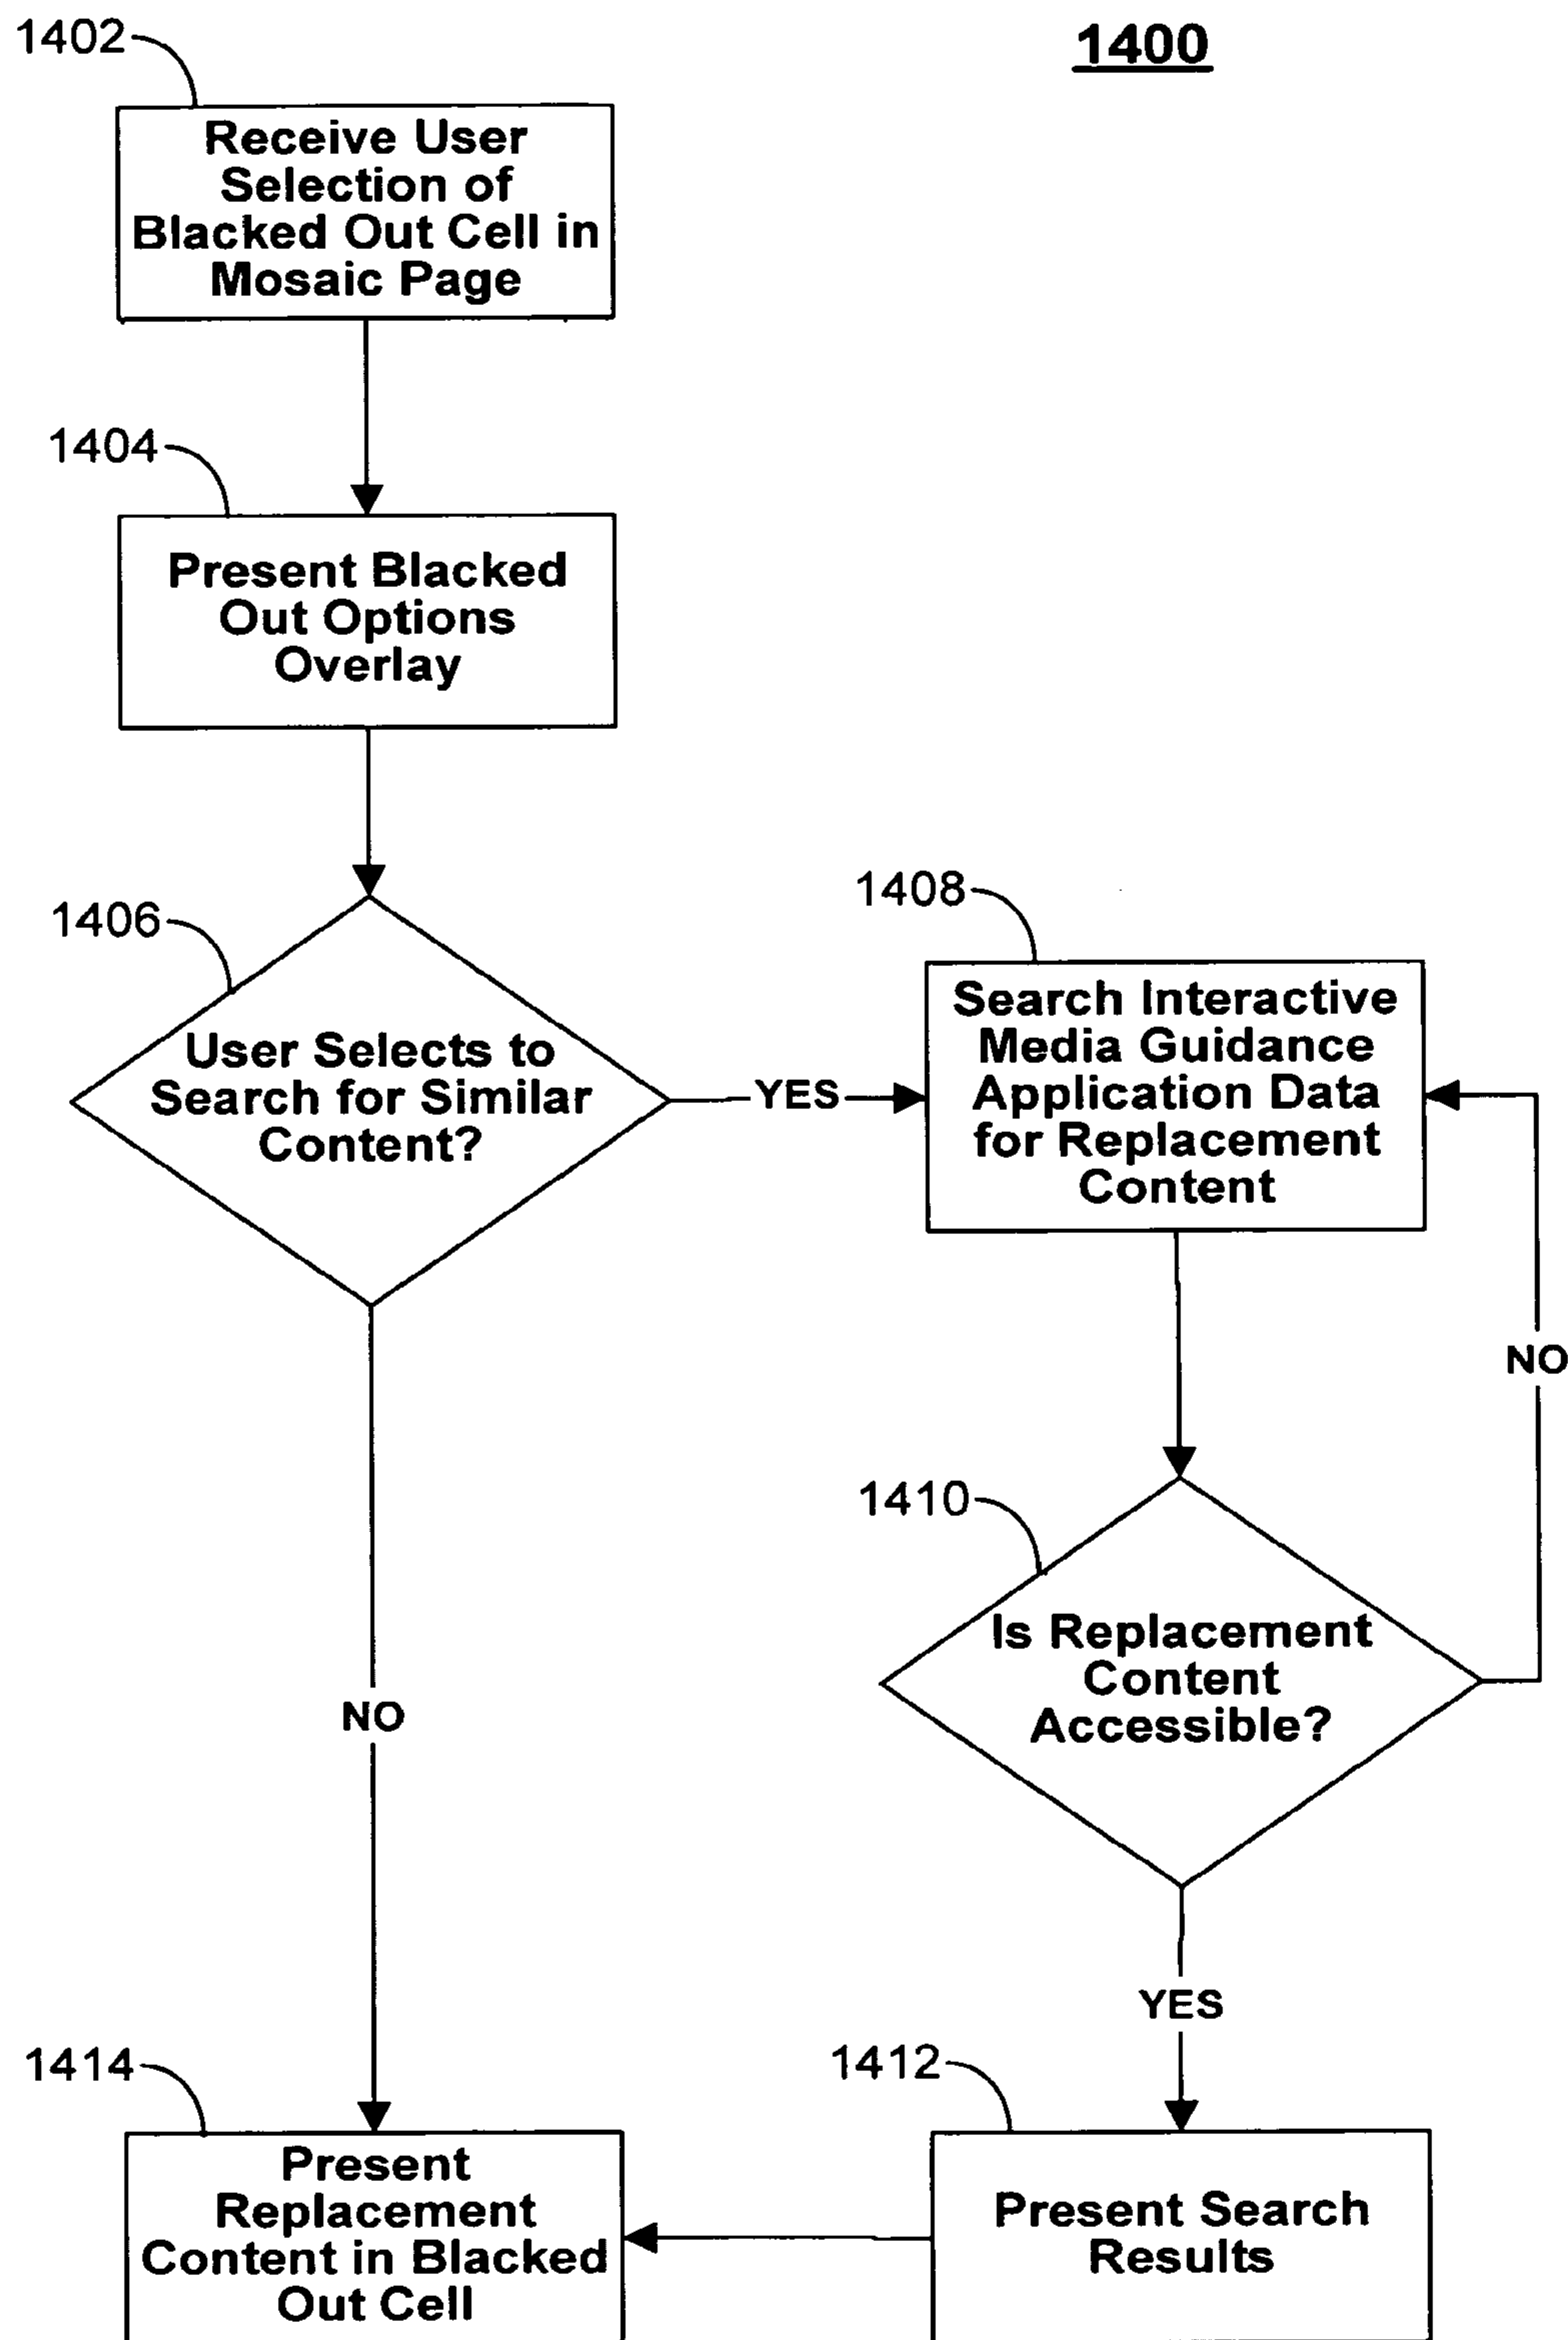 1402
1400
Receive User
Selection of
Blacked Out Cell in
Mosaic Page
1404
Present Blacked
Out Options
Overlay
1406
User Selects to
Search for Similar
Content?
YES
1408
Search Interactive
Media Guidance
Application Data
for Replacement
Content
NO
1410
Is Replacement
Content
Accessible?
NO
YES
1414
Present
Replacement
Content in Blacked
Out Cell
1412
Present Search
Results